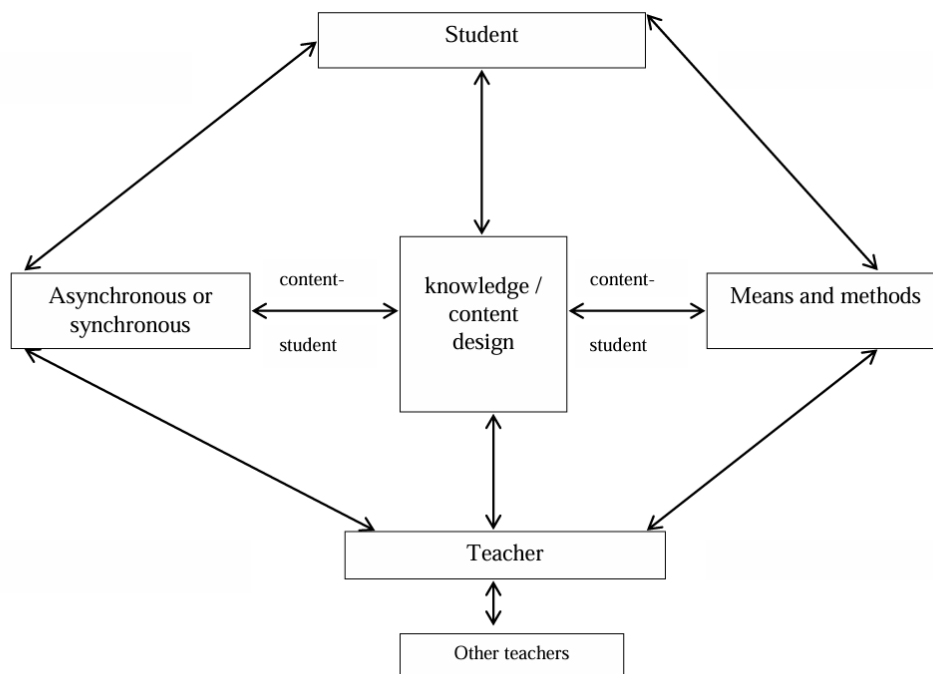 Student
content-
student
Asynchronous or
synchronous
knowledge /
content
design
content-
student
Means and methods
Teacher
Other teachers